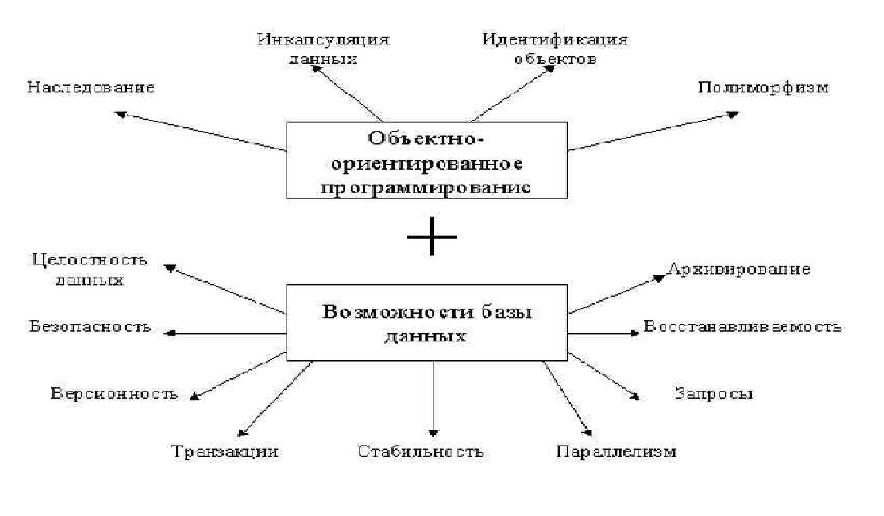 Инкапсуляция
данных
Идентификация
объектов
Наследование
Полиморфизм
Объектно-
ориентированное
программирование
+
Целостность
данных
Архивирование
Возможности базы
данных
Безопасность
Восстанавливаемость
Версионность
Запросы
Транзакции
Стабильность
Параллелизм